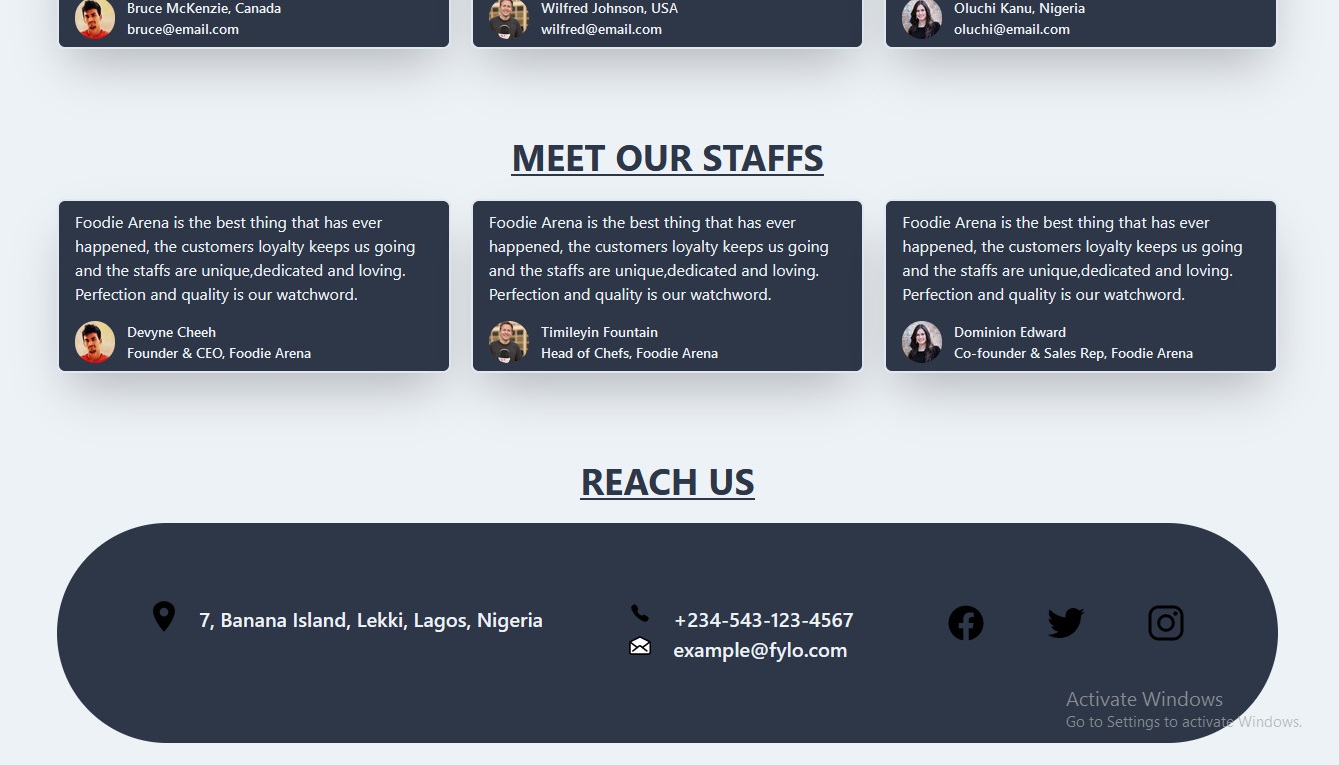 Bruce McKenzie, Canada
bruce@email.com
Wilfred Johnson, USA
wilfred@email.com
Oluchi Kanu, Nigeria
oluchi@email.com
MEET OUR STAFFS
Foodie Arena is the best thing that has ever
happened, the customers loyalty keeps us going
and the staffs are unique,dedicated and loving.
Perfection and quality is our watchword.
Devyne Cheeh
Founder & CEO, Foodie Arena
Foodie Arena is the best thing that has ever
happened, the customers loyalty keeps us going
and the staffs are unique,dedicated and loving.
Perfection and quality is our watchword.
Timileyin Fountain
Head of Chefs, Foodie Arena
Foodie Arena is the best thing that has ever
happened, the customers loyalty keeps us going
and the staffs are unique,dedicated and loving.
Perfection and quality is our watchword.
Dominion Edward
Co-founder & Sales Rep, Foodie Arena
REACH US
7, Banana Island, Lekki, Lagos, Nigeria
+234-543-123-4567
example@fylo.com
Activate Windows
Go to Settings to activate Windows.